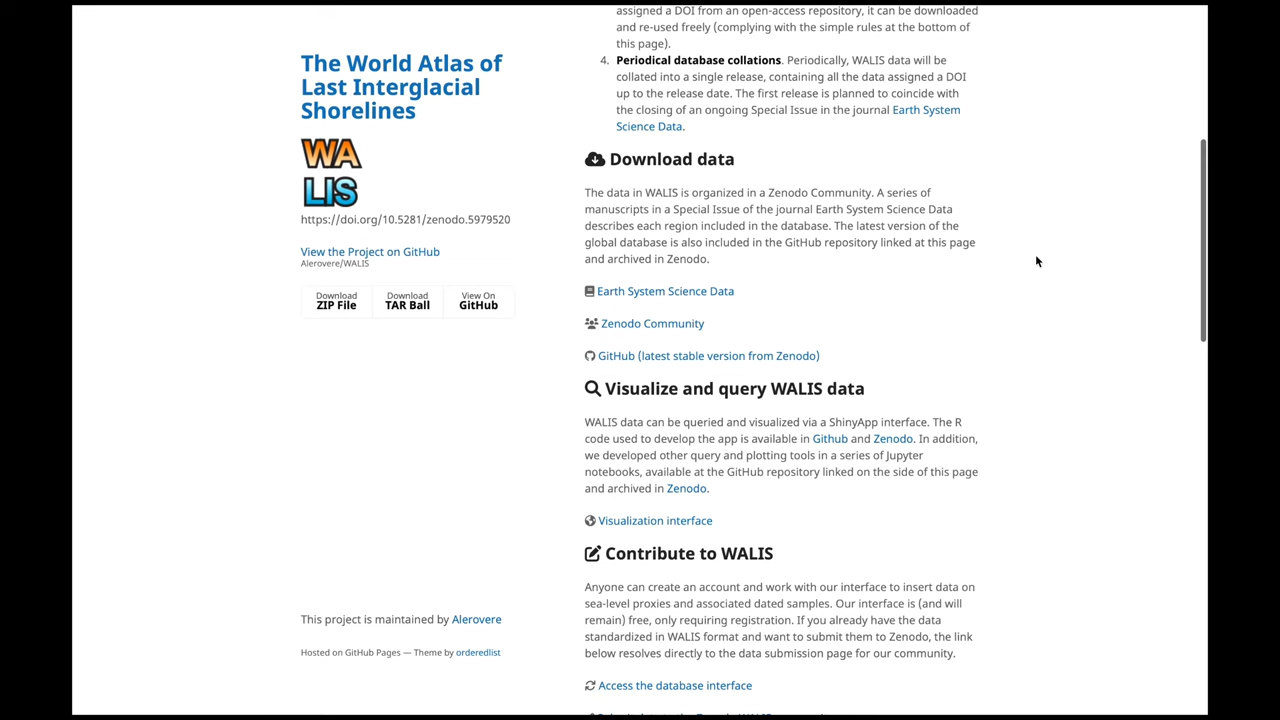 The World Atlas of
Last Interglacial
Shorelines
WA
LIS
https://doi.org/10.5281/zenodo.5979520
View the Project on GitHub
Alerovere/WALIS
Download
ZIP File
Download
TAR Ball
View On
GitHub
This project is maintained by Alerovere
Hosted on GitHub Pages — Theme by orderedlist
assigned a DOI from an open-access repository, it can be downloaded
and re-used freely (complying with the simple rules at the bottom of
this page).
4. Periodical database collations. Periodically, WALIS data will be
collated into a single release, containing all the data assigned a DOI
up to the release date. The first release is planned to coincide with
the closing of an ongoing Special Issue in the journal Earth System
Science Data.
Download data
The data in WALIS is organized in a Zenodo Community. A series of
manuscripts in a Special Issue of the journal Earth System Science Data
describes each region included in the database. The latest version of the
global database is also included in the GitHub repository linked at this page
and archived in Zenodo.
Earth System Science Data
Zenodo Community
GitHub (latest stable version from Zenodo)
Visualize and query WALIS data
WALIS data can be queried and visualized via a ShinyApp interface. The R
code used to develop the app is available in Github and Zenodo. In addition,
we developed other query and plotting tools in a series of Jupyter
notebooks, available at the GitHub repository linked on the side of this page
and archived in Zenodo.
Visualization interface
Contribute to WALIS
Anyone can create an account and work with our interface to insert data on
sea-level proxies and associated dated samples. Our interface is (and will
remain) free, only requiring registration. If you already have the data
standardized in WALIS format and want to submit them to Zenodo, the link
below resolves directly to the data submission page for our community.
Access the database interface